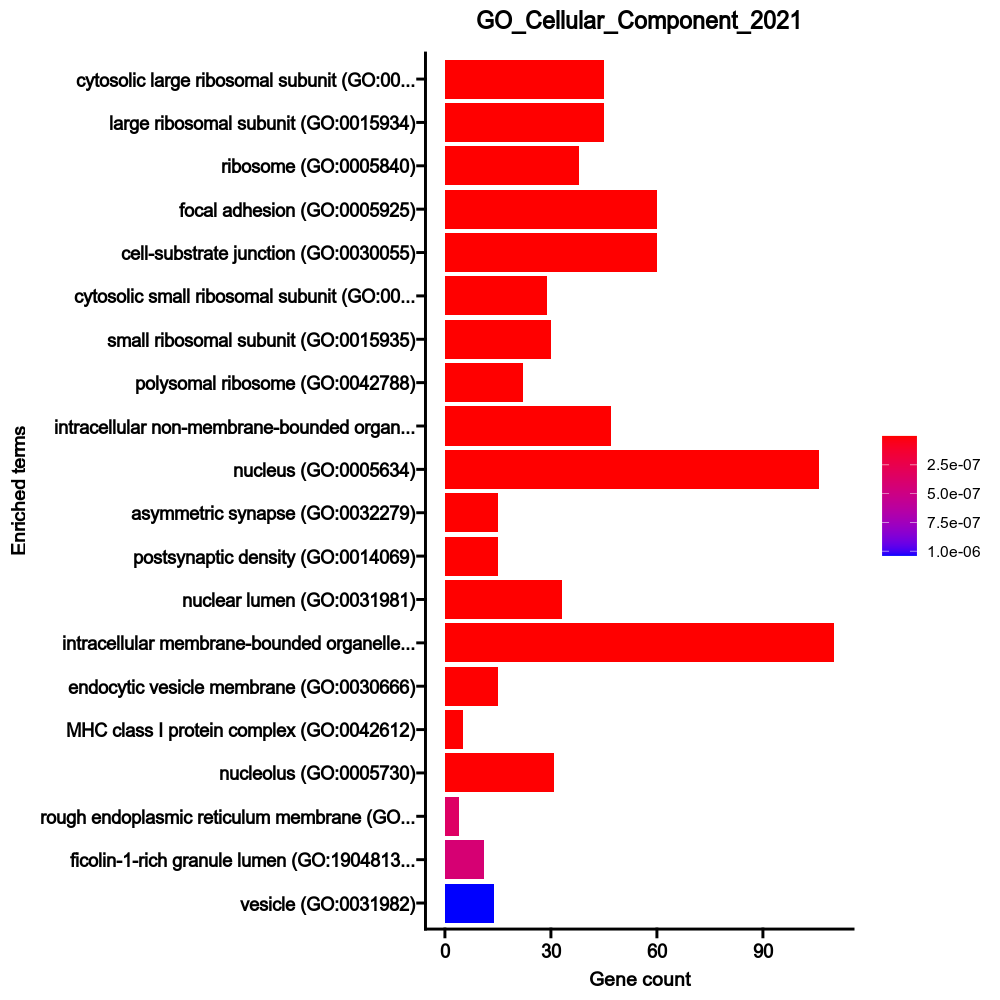 GO_Cellular_Component_2021
cytosolic large ribosomal subunit (GO:00...
large ribosomal subunit (GO:0015934)
ribosome (GO:0005840)
focal adhesion (GO:0005925)
cell-substrate junction (GO:0030055)
cytosolic small ribosomal subunit (GO:00...
small ribosomal subunit (GO:0015935)
polysomal ribosome (GO:0042788)
intracellular non-membrane-bounded organ...
nucleus (GO:0005634)
asymmetric synapse (GO:0032279)
postsynaptic density (GO:0014069)
nuclear lumen (GO:0031981)
intracellular membrane-bounded organelle...
endocytic vesicle membrane (GO:0030666)
MHC class I protein complex (GO:0042612)
nucleolus (GO:0005730)
rough endoplasmic reticulum membrane (GO...
ficolin-1-rich granule lumen (GO:1904813...
vesicle (GO:0031982)
Enriched terms
0 30 60 90
Gene count
2.5e-07
5.0e-07
7.5e-07
1.0e-06